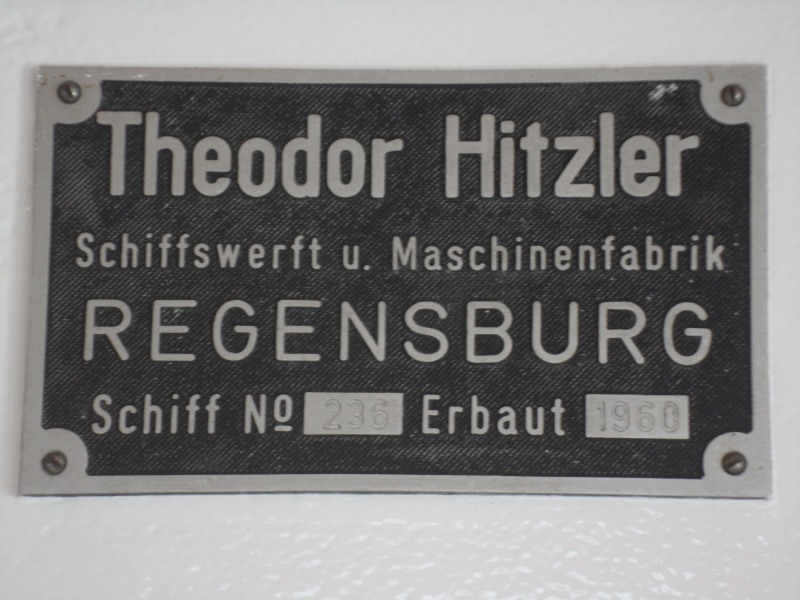 Theodor Hitzler
Schiffswerft u. Maschinenfabrik
REGENSBURG
Schiff Nº 236 Erbaut 1960